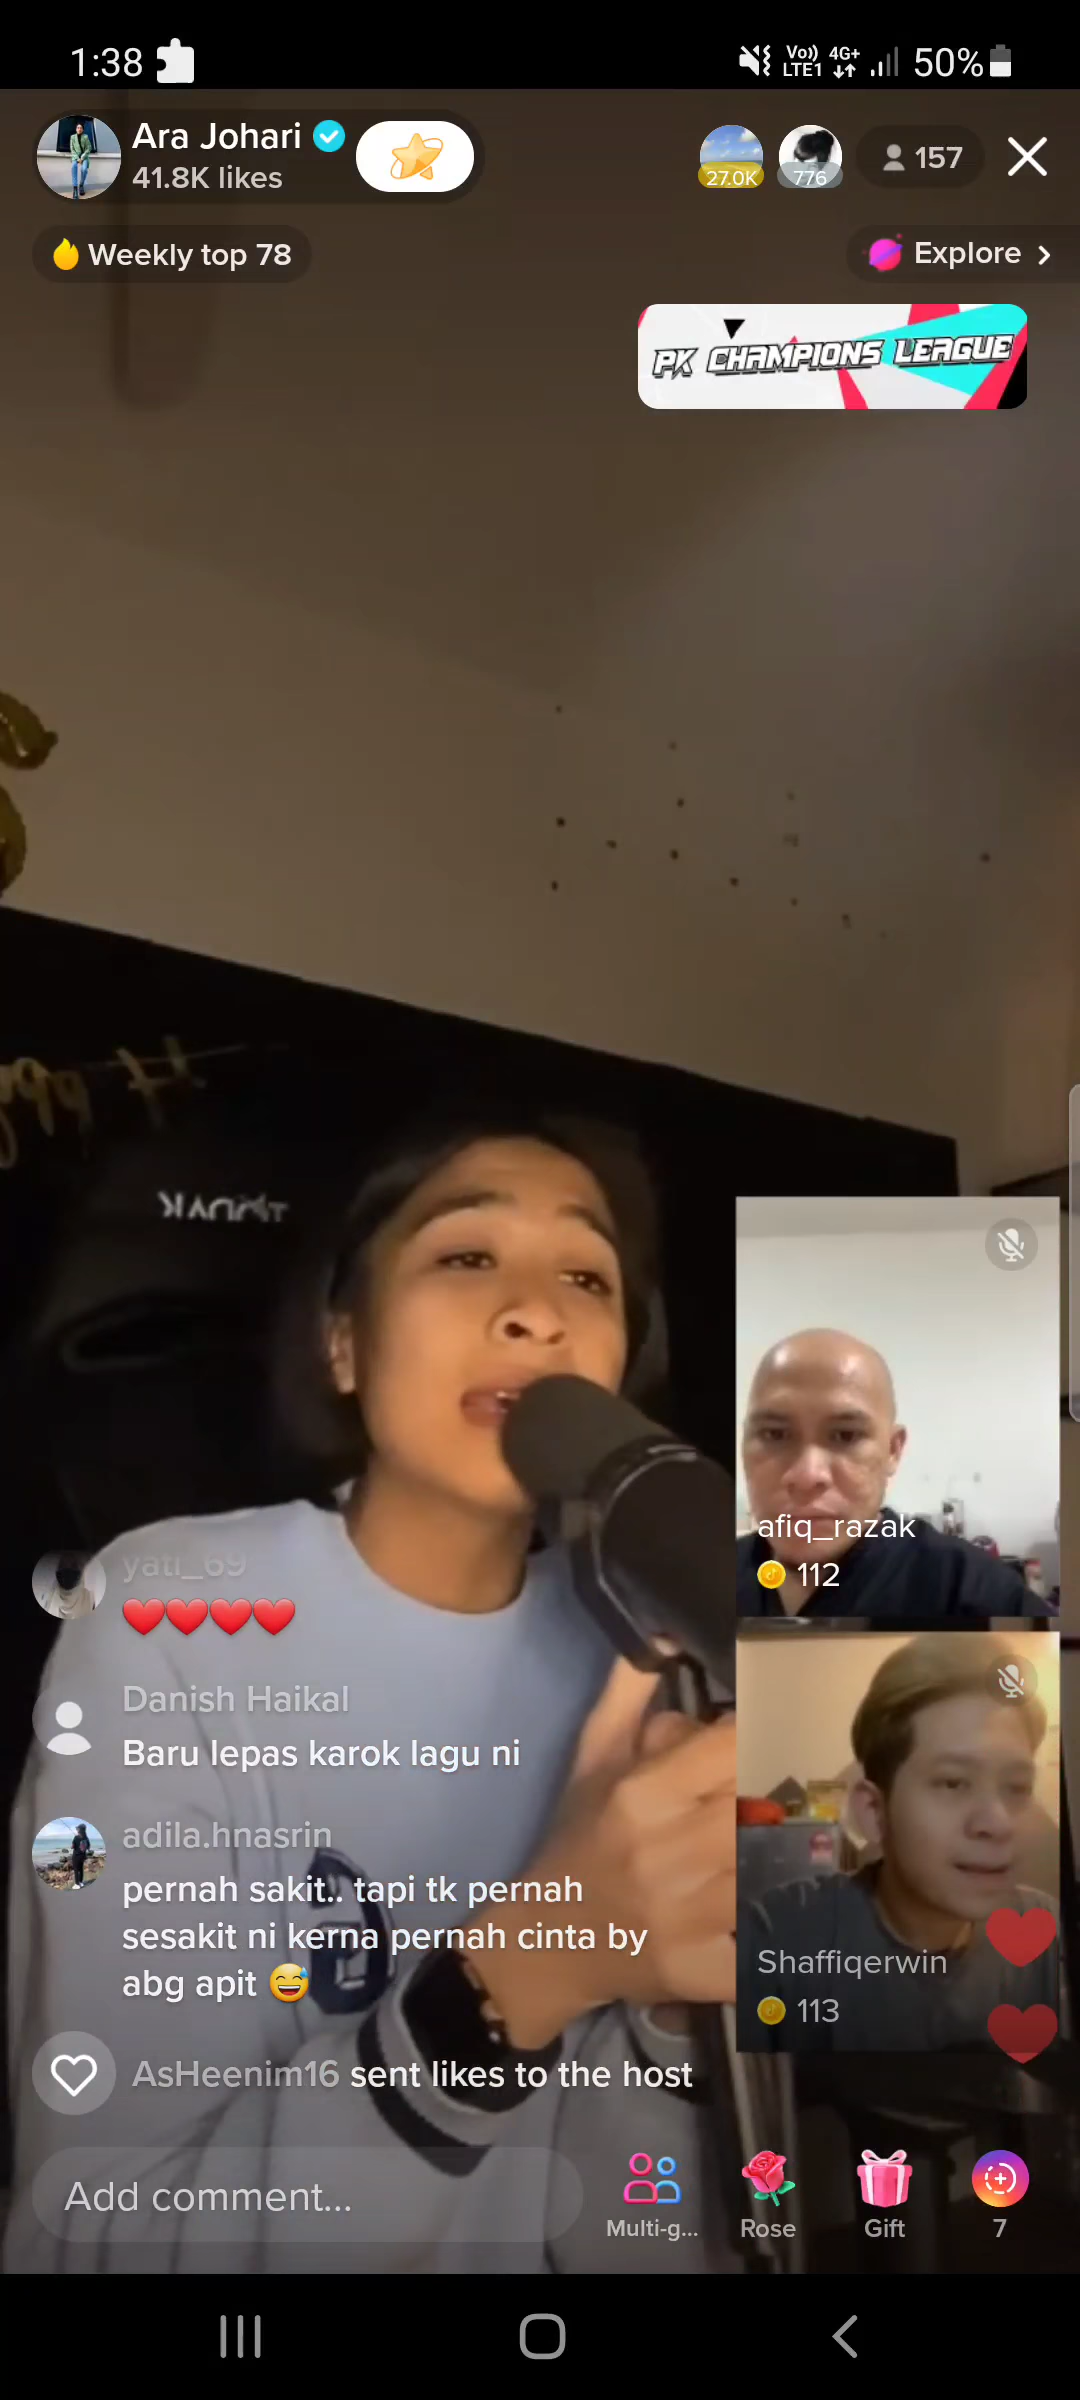 1:38
Vo))
LTE1
4G+
50%
Ara Johari
41.8K likes
27.0K
776
157
Weekly top 78
Explore
PK CHAMPIONS LEAGUE
afiq_razak
112
yati_69
Danish Haikal
Baru lepas karok lagu ni
adila.hnasrin
pernah sakit.. tapi tk pernah
sesakit ni kerna pernah cinta by
abg apit 😅
Shaffiqerwin
113
AsHeenim16 sent likes to the host
Add comment...
Multi-g...
Rose
Gift
7